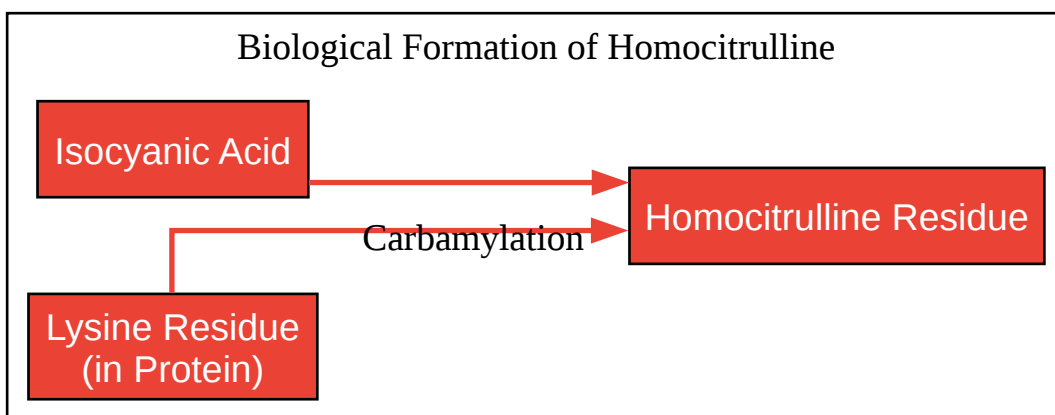 Biological Formation of Homocitrulline
Isocyanic Acid
Homocitrulline Residue
Carbamylation
Lysine Residue
(in Protein)